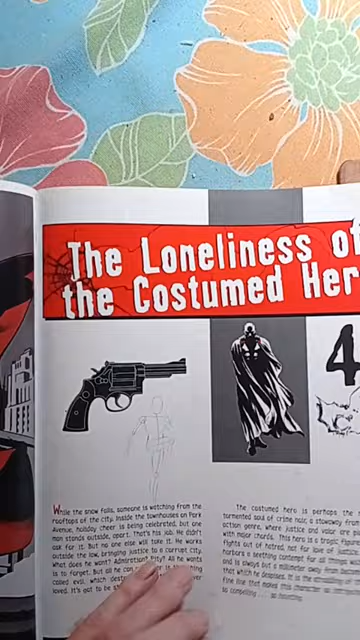 The Loneliness of
the Costumed Her
4
While the snow falls, someone is watching from the
rooftops of the city. Inside the townhouses on Park
Avenue, holiday cheer is being celebrated, but one
man stands outside, apart. That's his job. He didn't
ask for it. But no one else will take it. He works
outside the law, bringing justice to a corrupt city.
What does he want? Admiration? Pity? All he wants
is to forget. But all he can
called evil, which
loved. It's got to be
The costumed hero is perhaps the
tormented soul of crime noir, a stowaway from
action genre, where justice and valor are
with major chords. This hero is a tragic figure
fights out of hatred, not for love of justice
harbors a seething contempt for all things
and is always but a millimeter away from
that which he despises. It is the
fine line that makes this character so
compelling... so